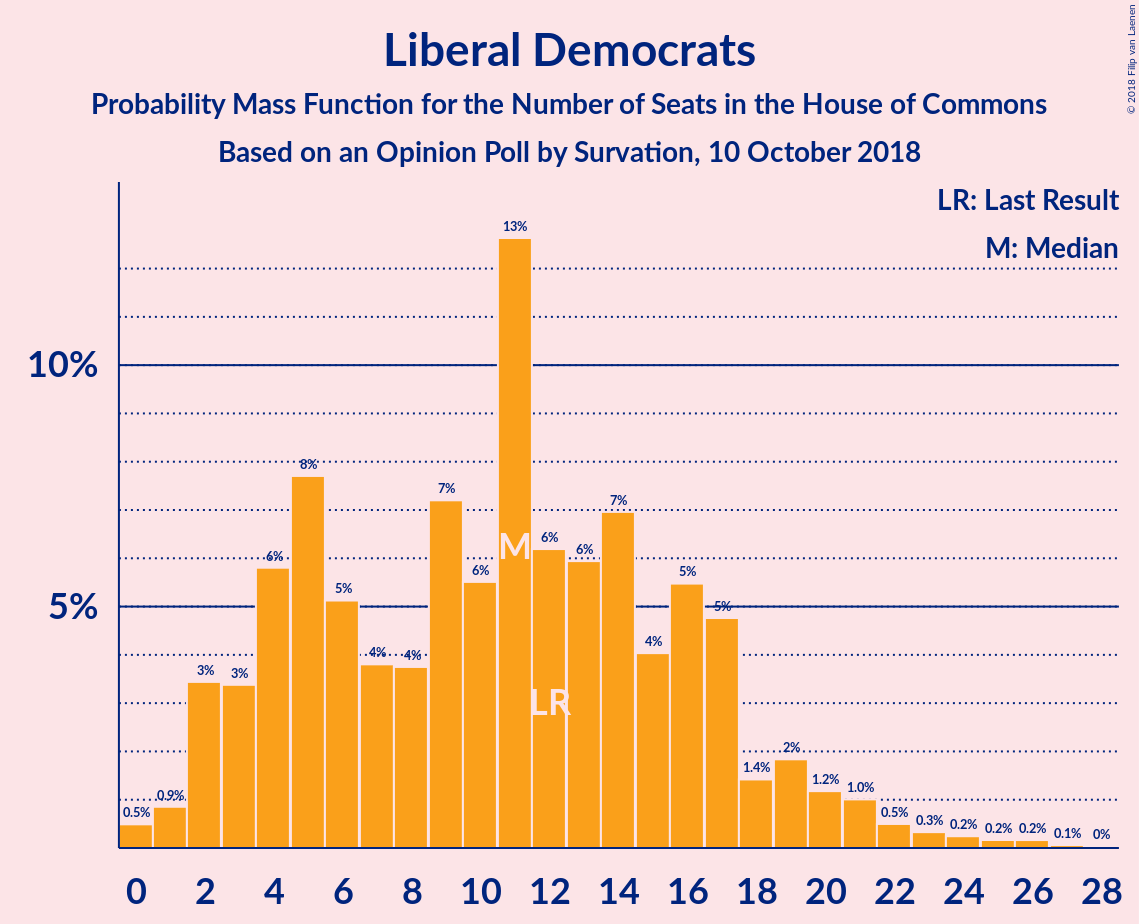 Liberal Democrats
Probability Mass Function for the Number of Seats in the House of Commons
Based on an Opinion Poll by Survation, 10 October 2018
© 2018 Filip van Laenen
LR: Last Result
M: Median
10%
5%
0.5% 0.9% 3% 3% 6% 8% 5% 4% 4% 7% 6% 13% 6% 6% 7% 4% 5% 5% 1.4% 2% 1.2% 1.0% 0.5% 0.3% 0.2% 0.2% 0.2% 0.1% 0%
M
LR
0 2 4 6 8 10 12 14 16 18 20 22 24 26 28